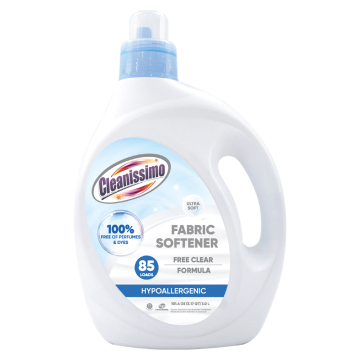 Cleanissimo
ULTRA
SOFT
100%
FREE OF PERFUMES
& DYES
FABRIC
SOFTENER
85
LOADS
FREE CLEAR
FORMULA
HYPOALLERGENIC